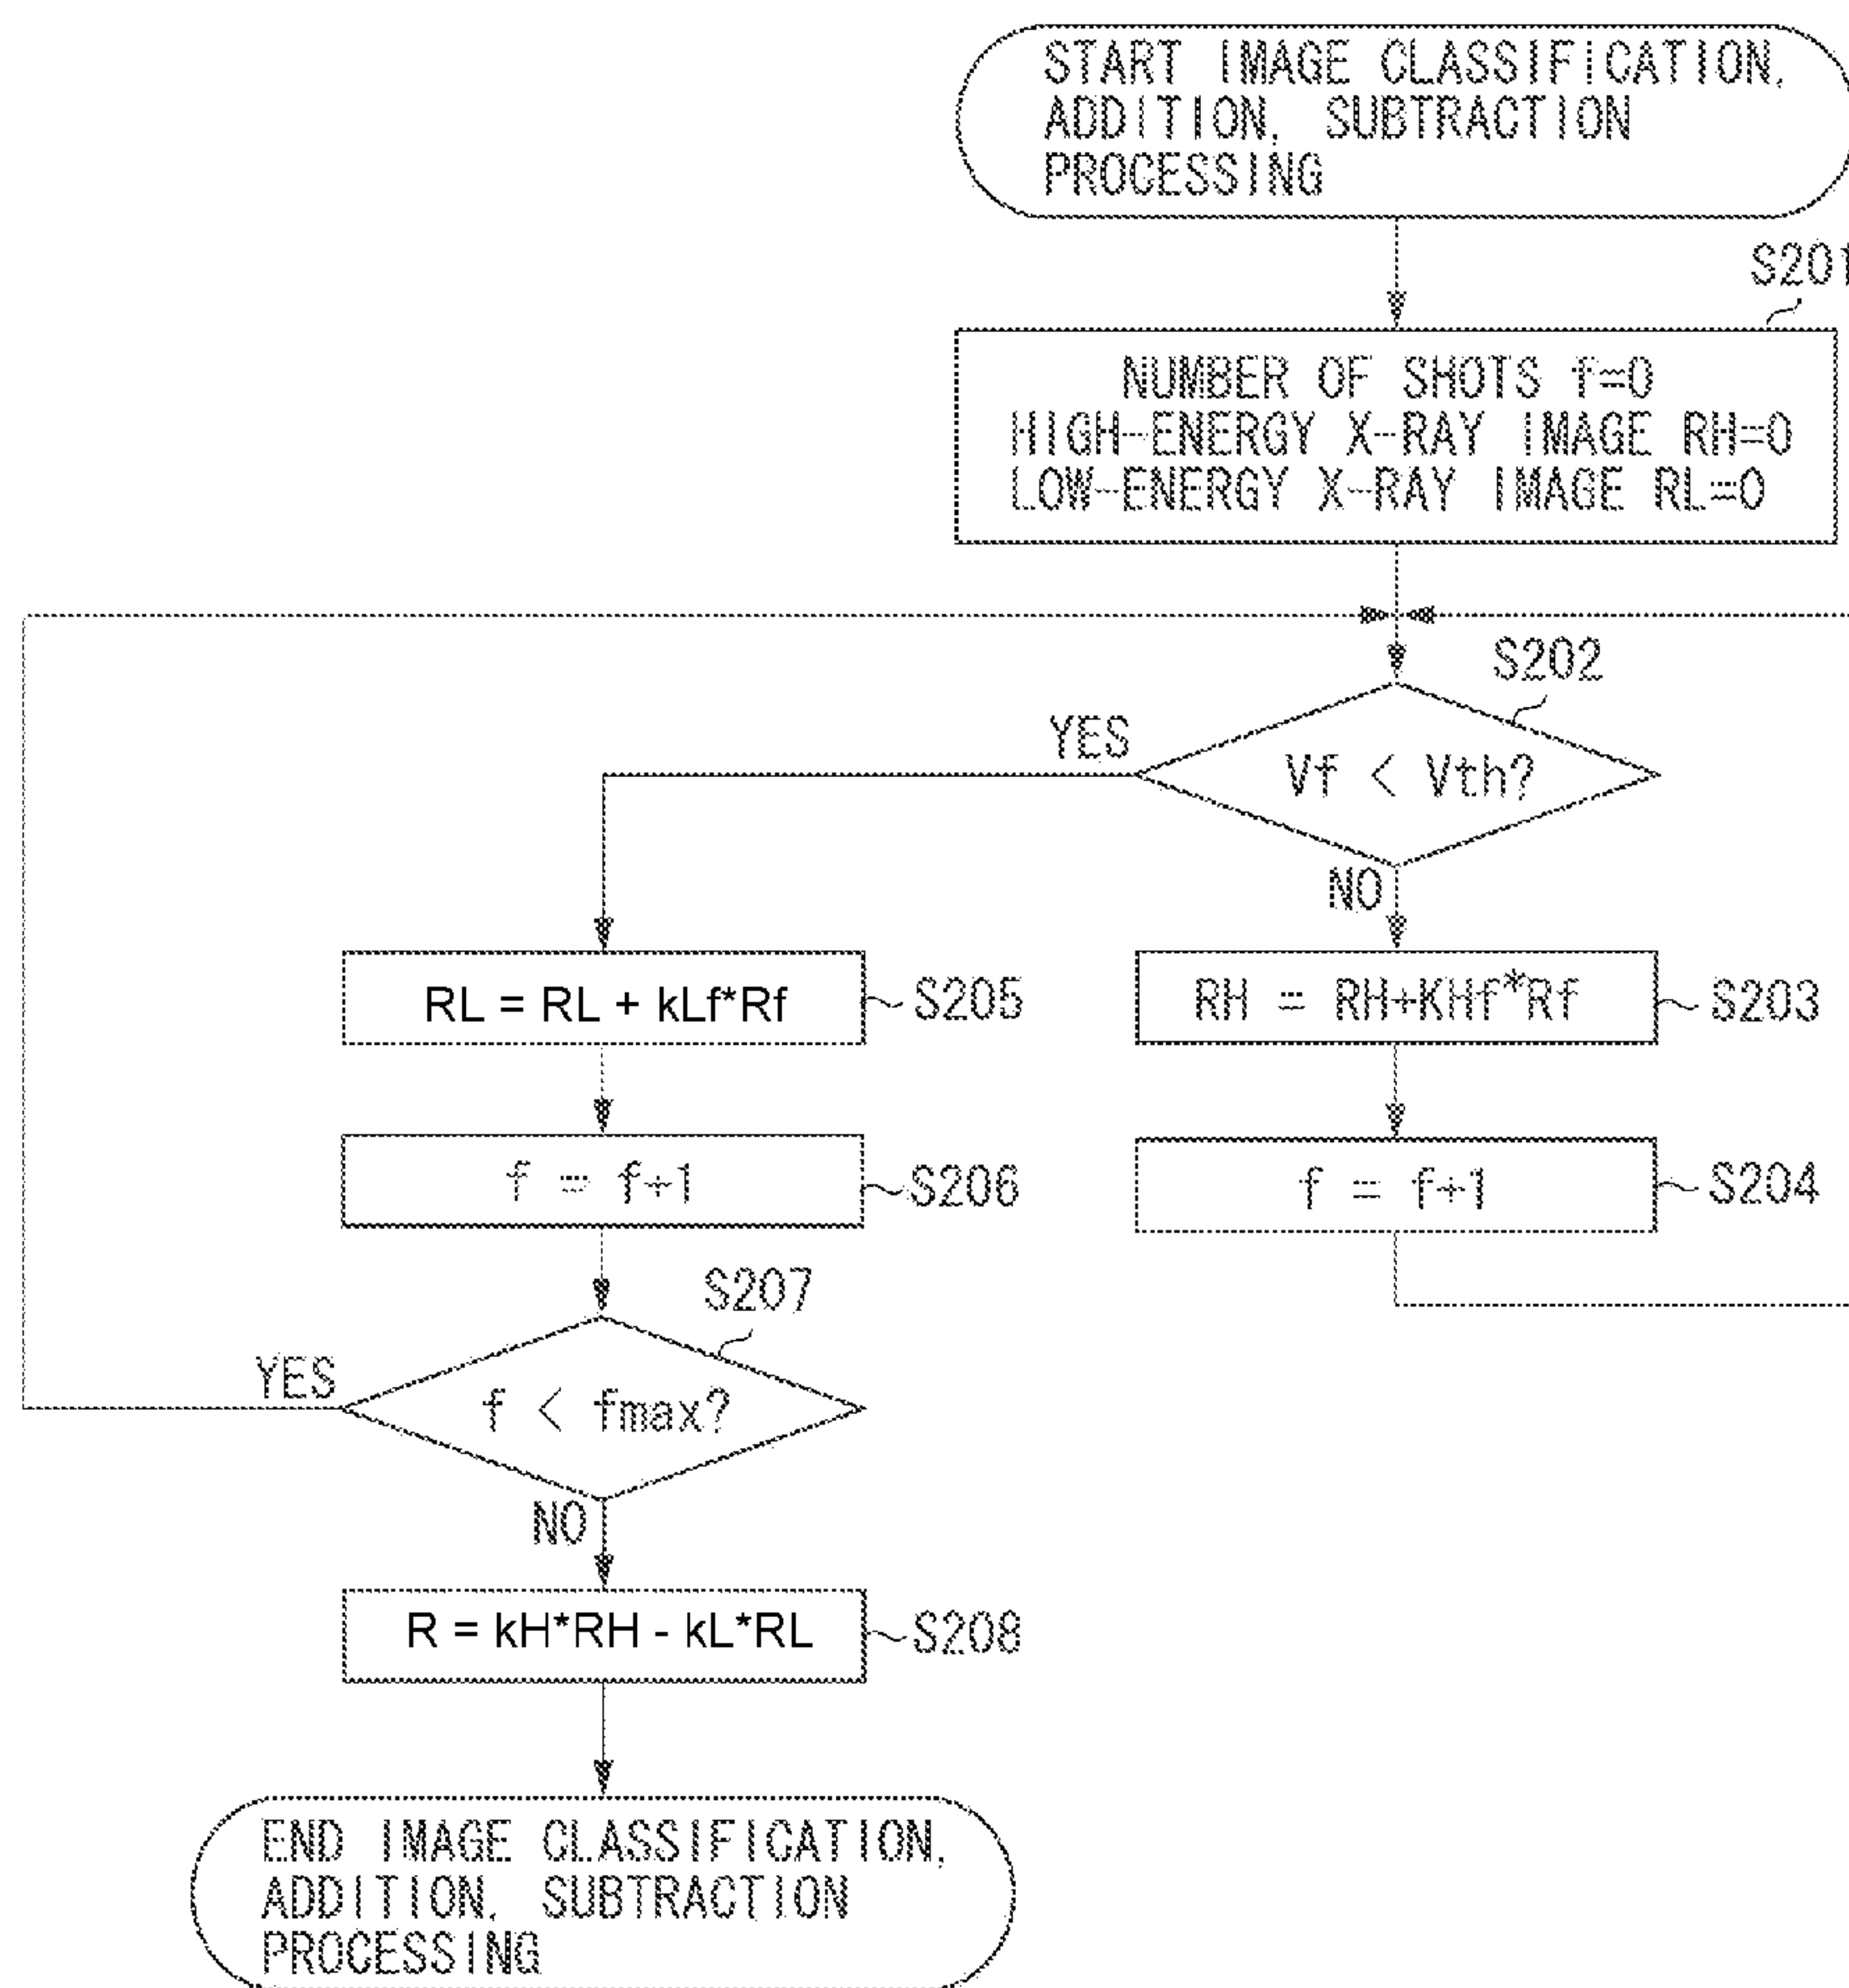 START IMAGE CLASSIFICATION,
ADDITION, SUBTRACTION
PROCESSING
S201
NUMBER OF SHOTS f=0
HIGH-ENERGY X-RAY IMAGE RH=0
LOW-ENERGY X-RAY IMAGE RL=0
S202
YES
Vf < Vth?
NO
RL = RL + kLf*Rf
S205
RH = RH+KHf*Rf
S203
f = f+1
S206
f = f+1
S204
S207
YES
f < fmax?
NO
R = kH*RH - kL*RL
S208
END IMAGE CLASSIFICATION,
ADDITION, SUBTRACTION
PROCESSING